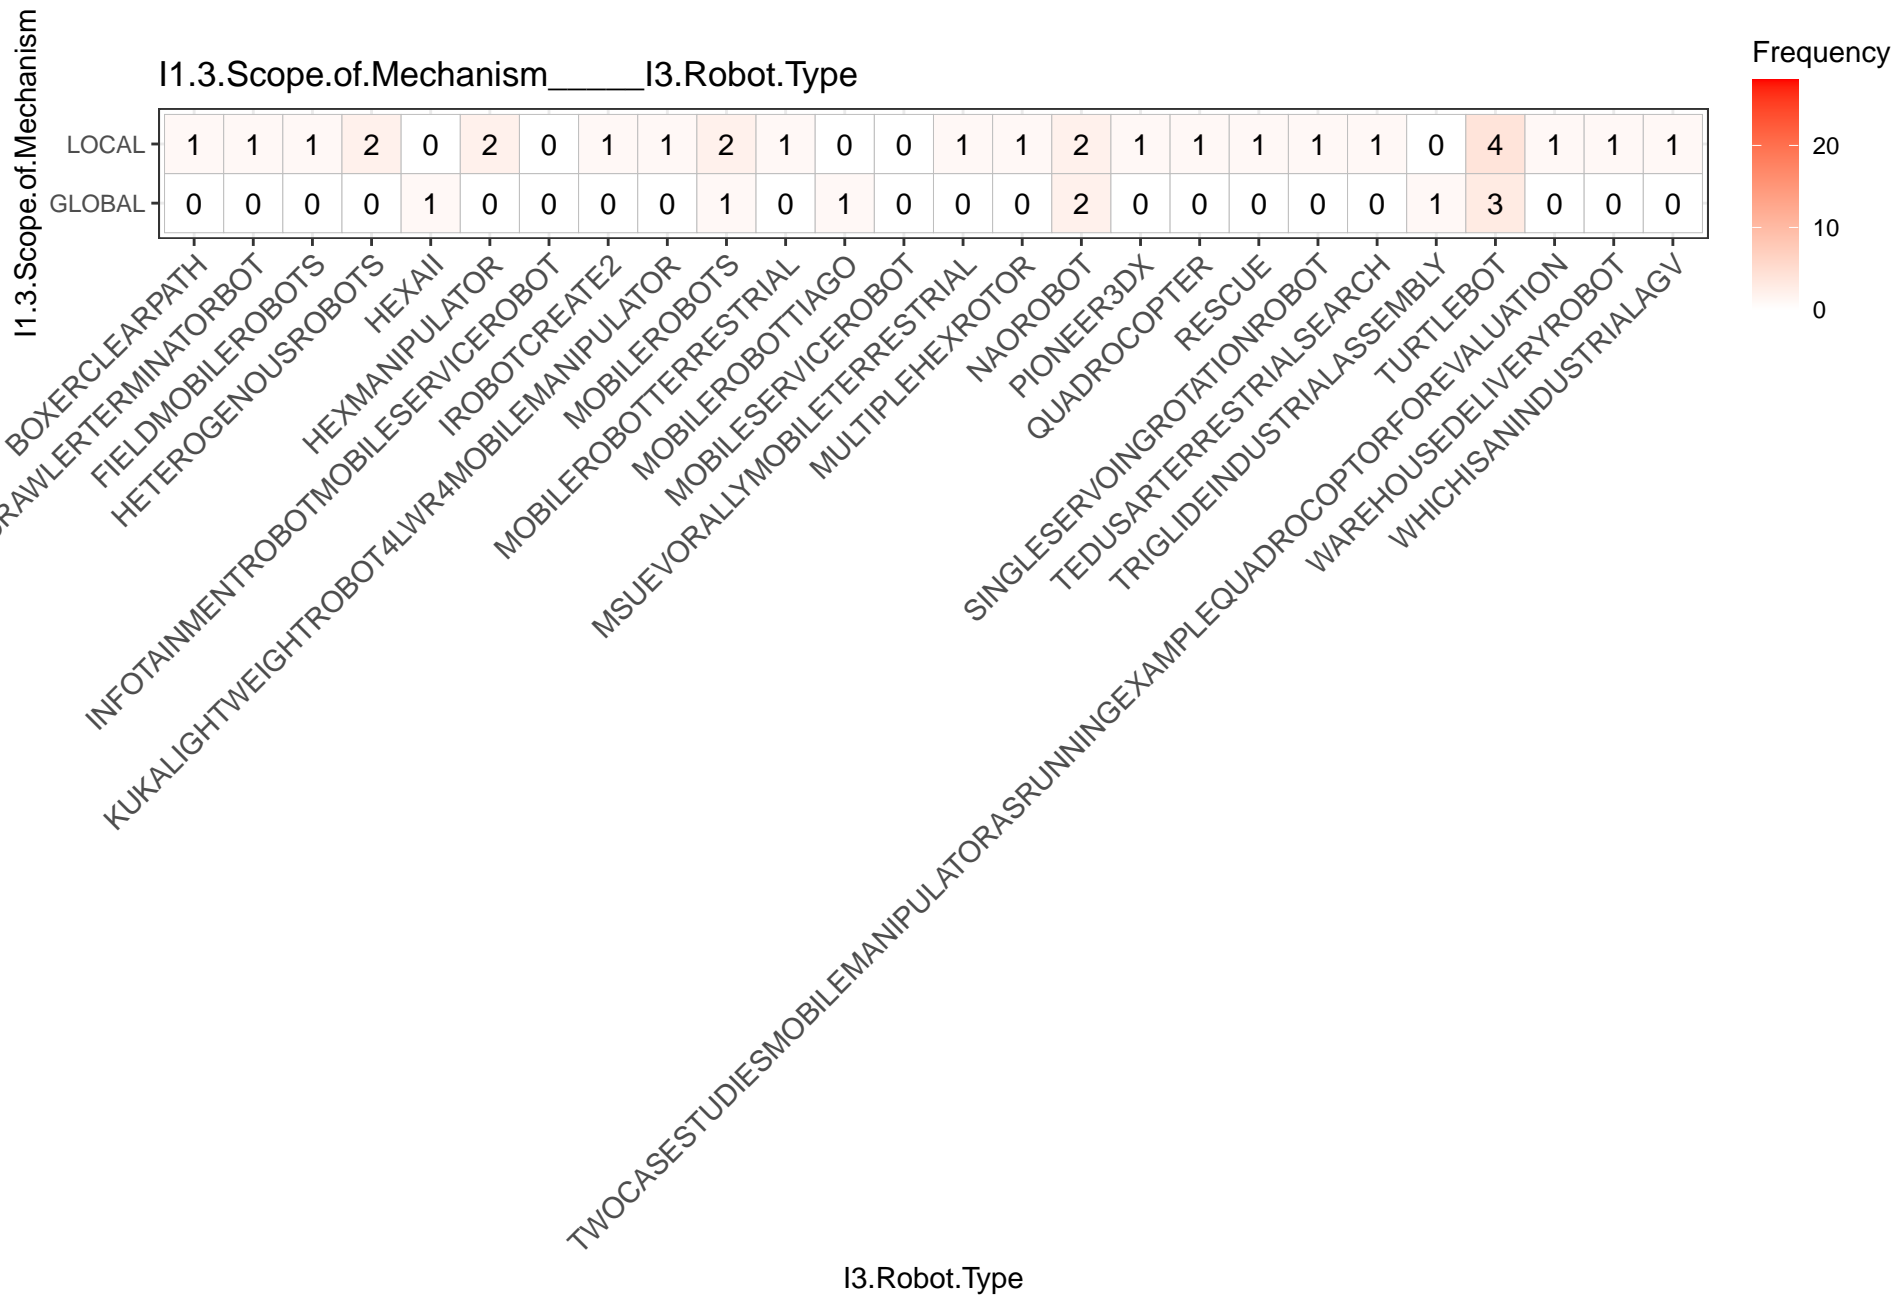 I1.3.Scope.of.Mechanism_____I3.Robot.Type
I1.3.Scope.of.Mechanism
LOCAL 1 1 1 2 0 2 0 1 1 2 1 0 0 1 1 2 1 1 1 1 1 0 4 1 1 1
GLOBAL 0 0 0 0 1 0 0 0 0 1 0 1 0 0 0 2 0 0 0 0 0 1 3 0 0 0
BOXERCLEARPATH
RAWLERTERMINATORBOT
FIELDMOBILEROBOTS
HETEROGENOUSROBOTS
HEXAII
HEXMANIPULATOR
INFOTAINMENTROBOTMOBILESERVICEROBOT
IROBOTCREATE2
KUKALIGHTWEIGHTROBOT4LWR4MOBILEMANIPULATOR
MOBILEROBOTS
MOBILEROBOTTERRESTRIAL
MOBILEROBOTTIAGO
MOBILESERVICEROBOT
MSUEVORALLYMOBILETERRESTRIAL
MULTIPLEHEXROTOR
NAOROBOT
PIONEER3DX
QUADROCOPTER
RESCUE
SINGLESERVOINGROTATIONROBOT
TEDUSARTERRESTRIALSEARCH
TRIGLIDEINDUSTRIALASSEMBLY
TURTLEBOT
TWOCASESTUDIESMOBILEMANIPULATORASRUNNINGEXAMPLEQUADROCOPTORFOREVALUATION
WAREHOUSEDELIVERYROBOT
WHICHISANINDUSTRIALAGV
I3.Robot.Type
Frequency
20
10
0